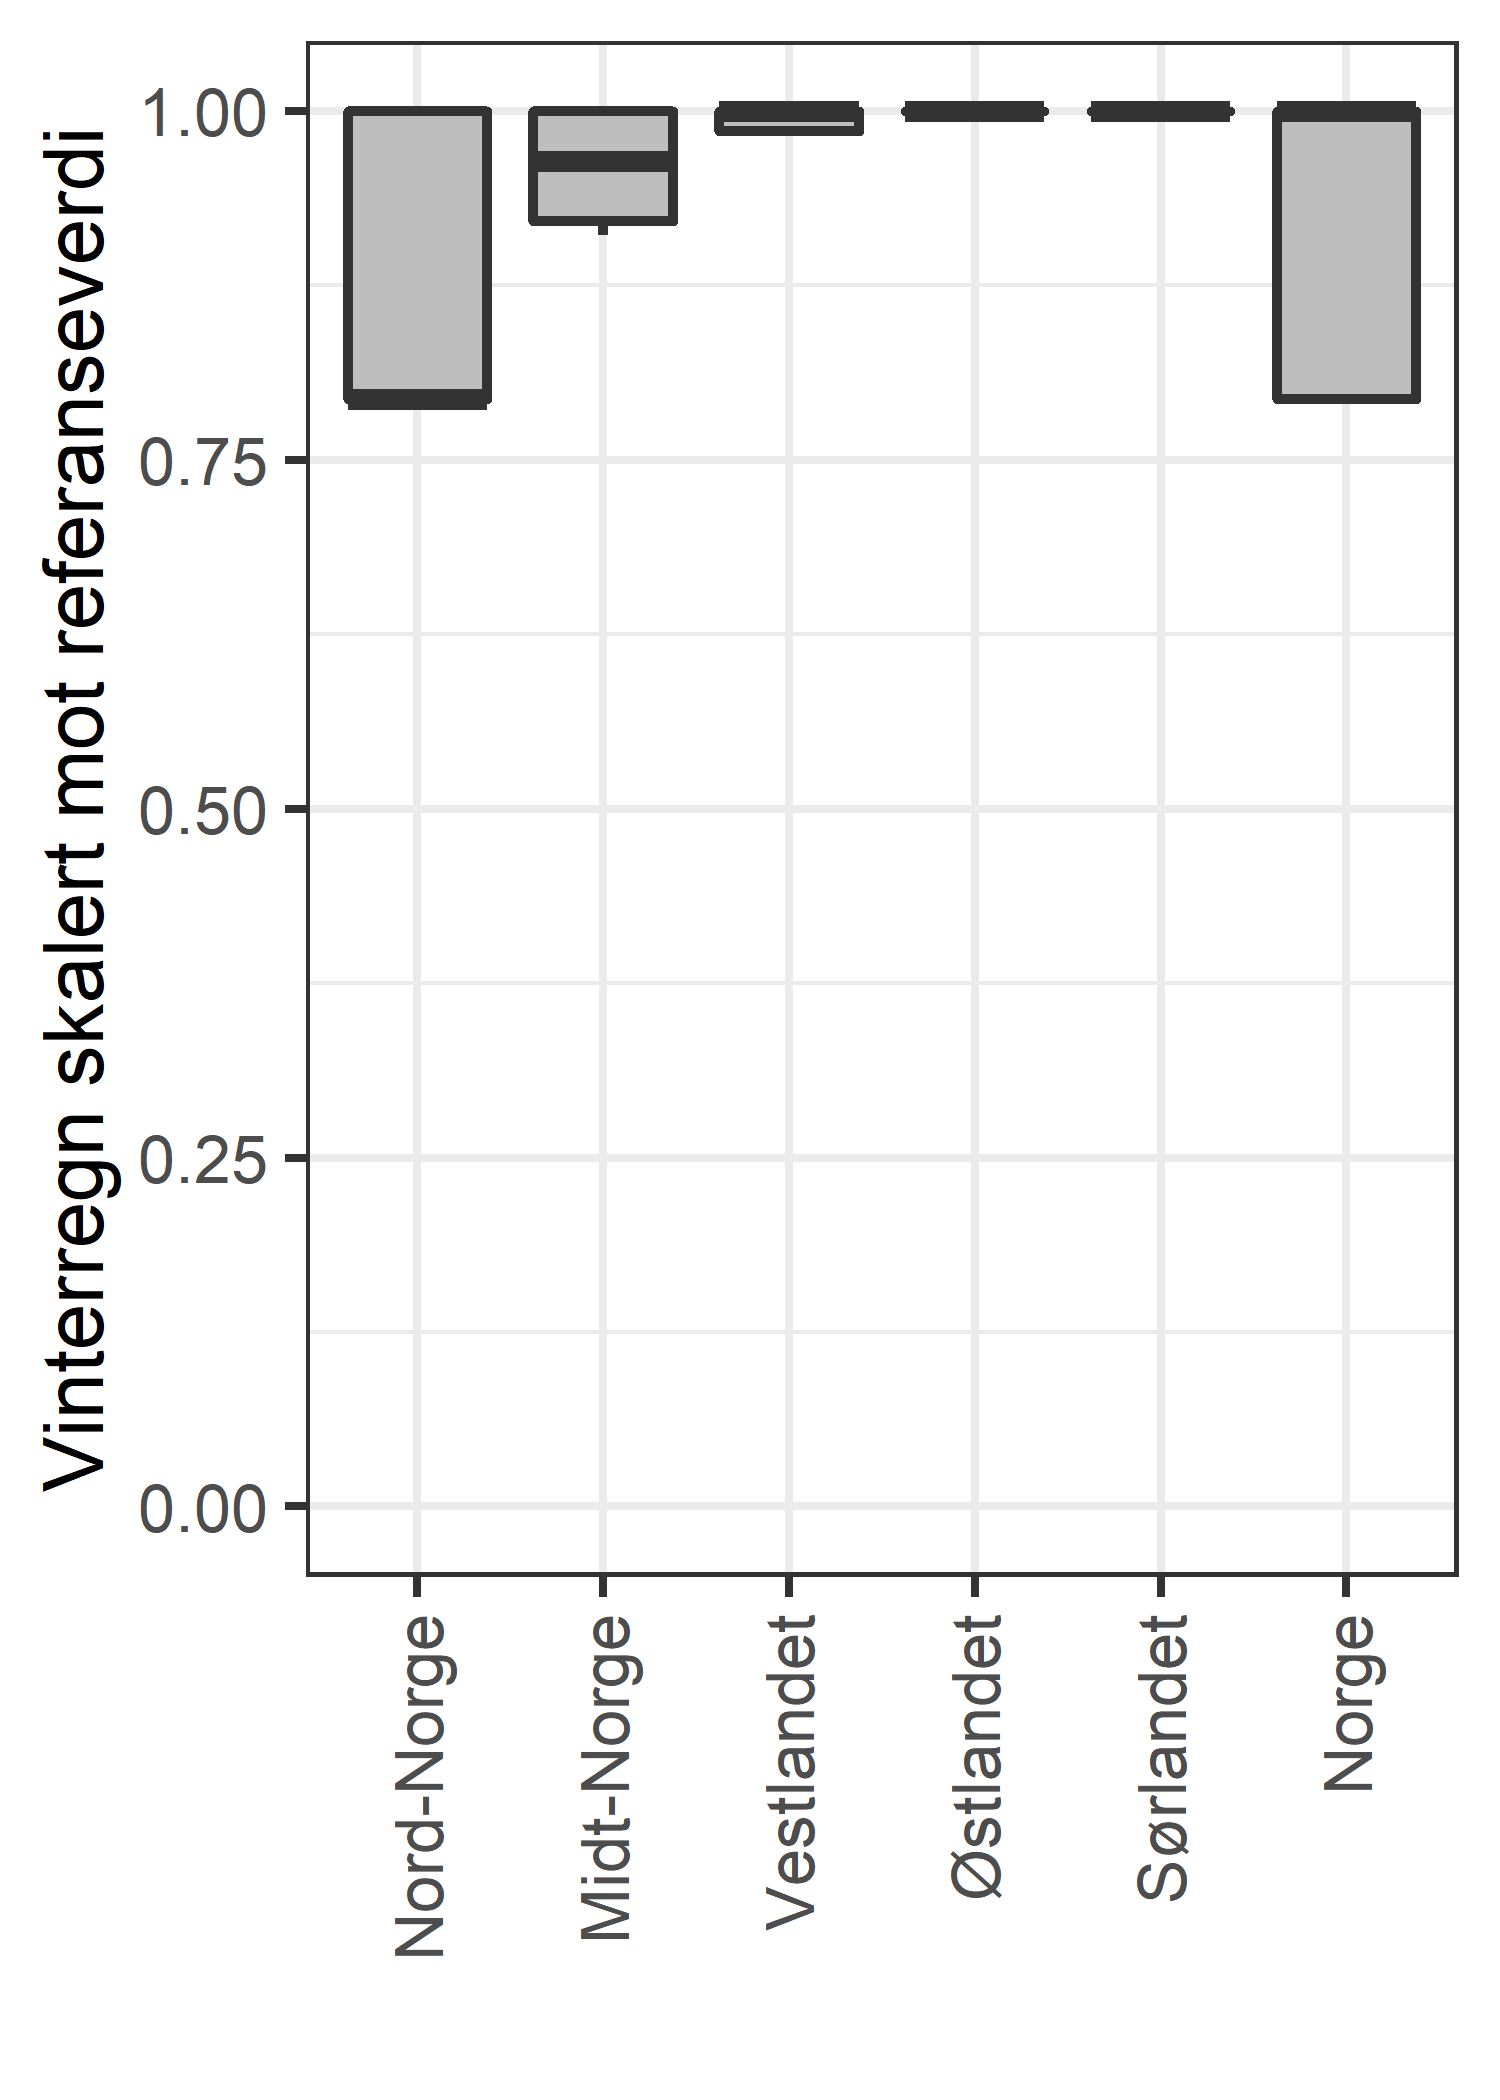 Vinterregn skalert mot referanseverdi
1.00
0.75
0.50
0.25
0.00
Nord-Norge
Midt-Norge
Vestlandet
Østlandet
Sørlandet
Norge